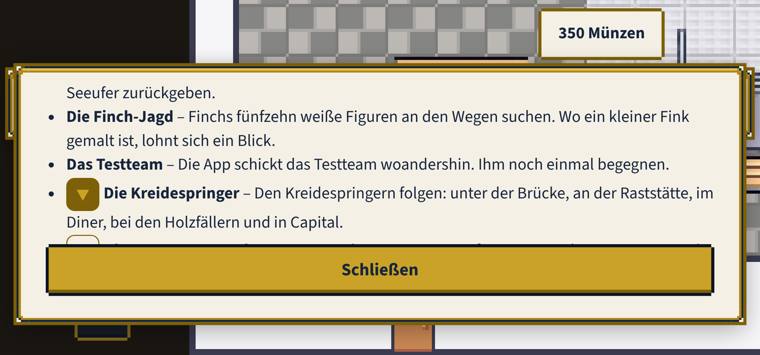 350 Münzen
Seeufer zurückgeben.
• Die Finch-Jagd – Finchs fünfzehn weiße Figuren an den Wegen suchen. Wo ein kleiner Fink
gemalt ist, lohnt sich ein Blick.
• Das Testteam – Die App schickt das Testteam woandershin. Ihm noch einmal begegnen.
• ▼ Die Kreidespringer – Den Kreidespringern folgen: unter der Brücke, an der Raststätte, im
Diner, bei den Holzfällern und in Capital.
Schließen